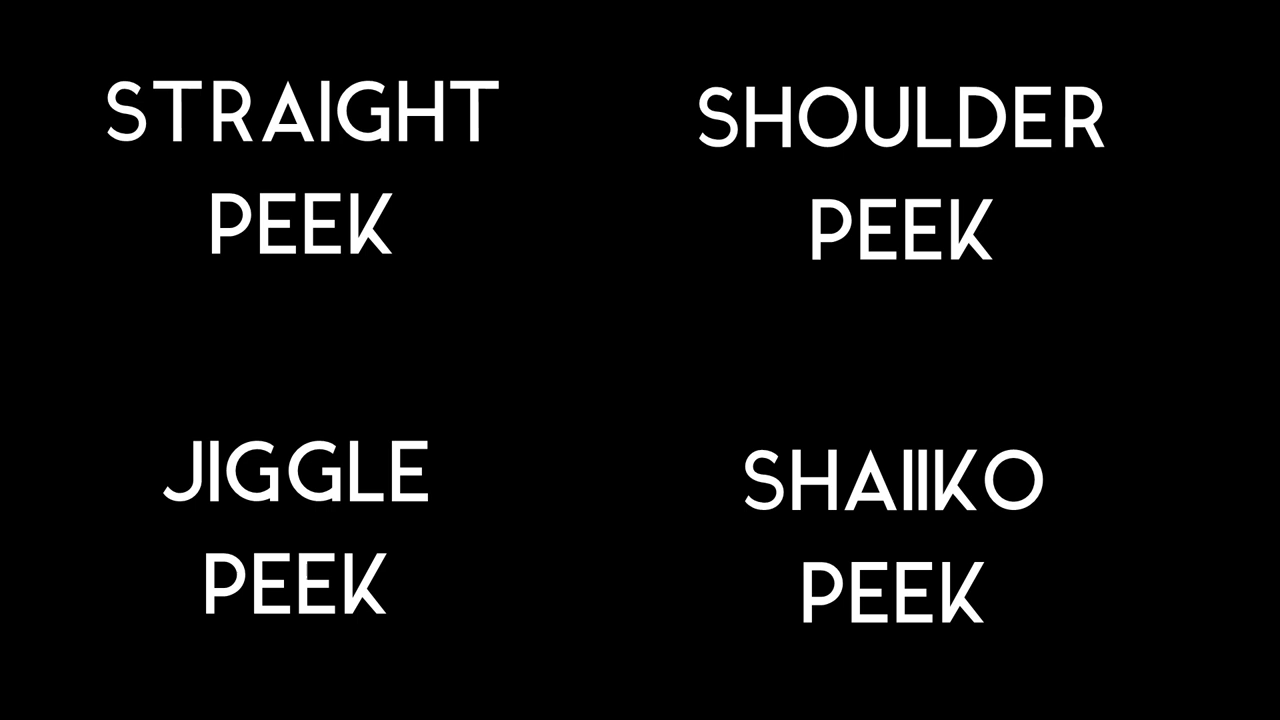 STRAIGHT
PEEK
SHOULDER
PEEK
JIGGLE
PEEK
SHAIIKO
PEEK